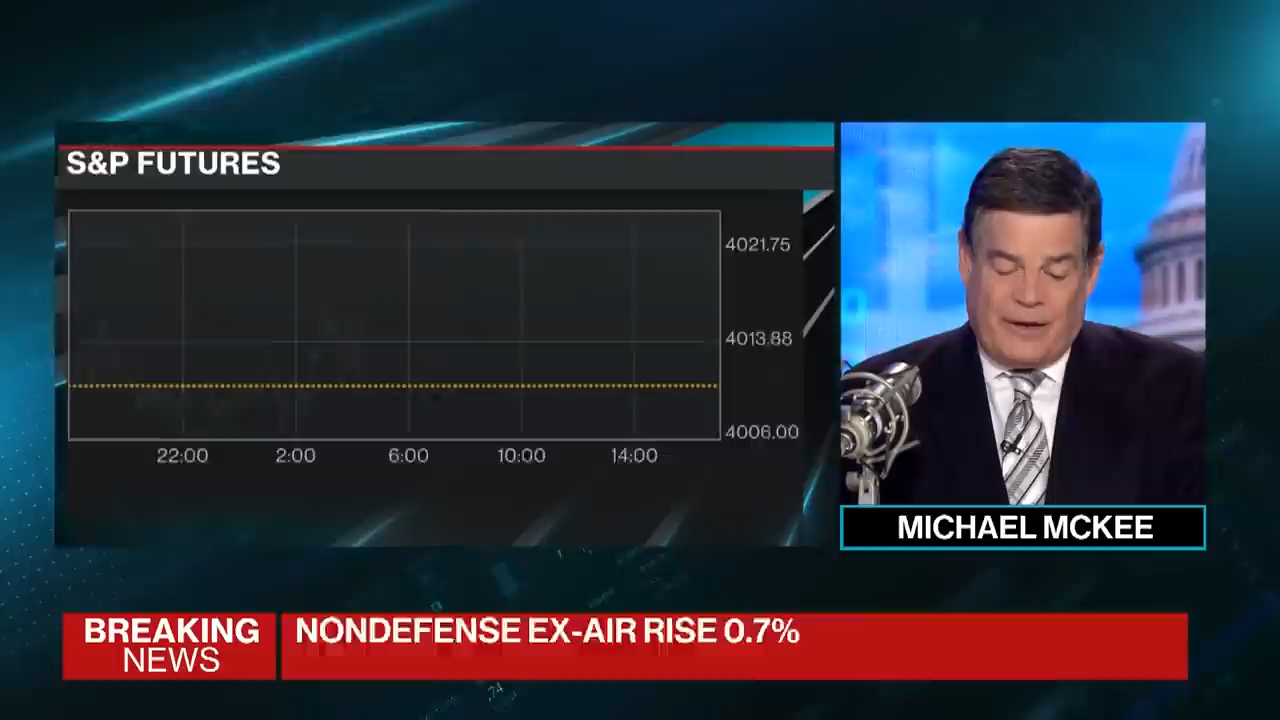 S&P FUTURES
4021.75
4013.88
4006.00
22:00 2:00 6:00 10:00 14:00
MICHAEL MCKEE
BREAKING
NEWS
NONDEFENSE EX-AIR RISE 0.7%